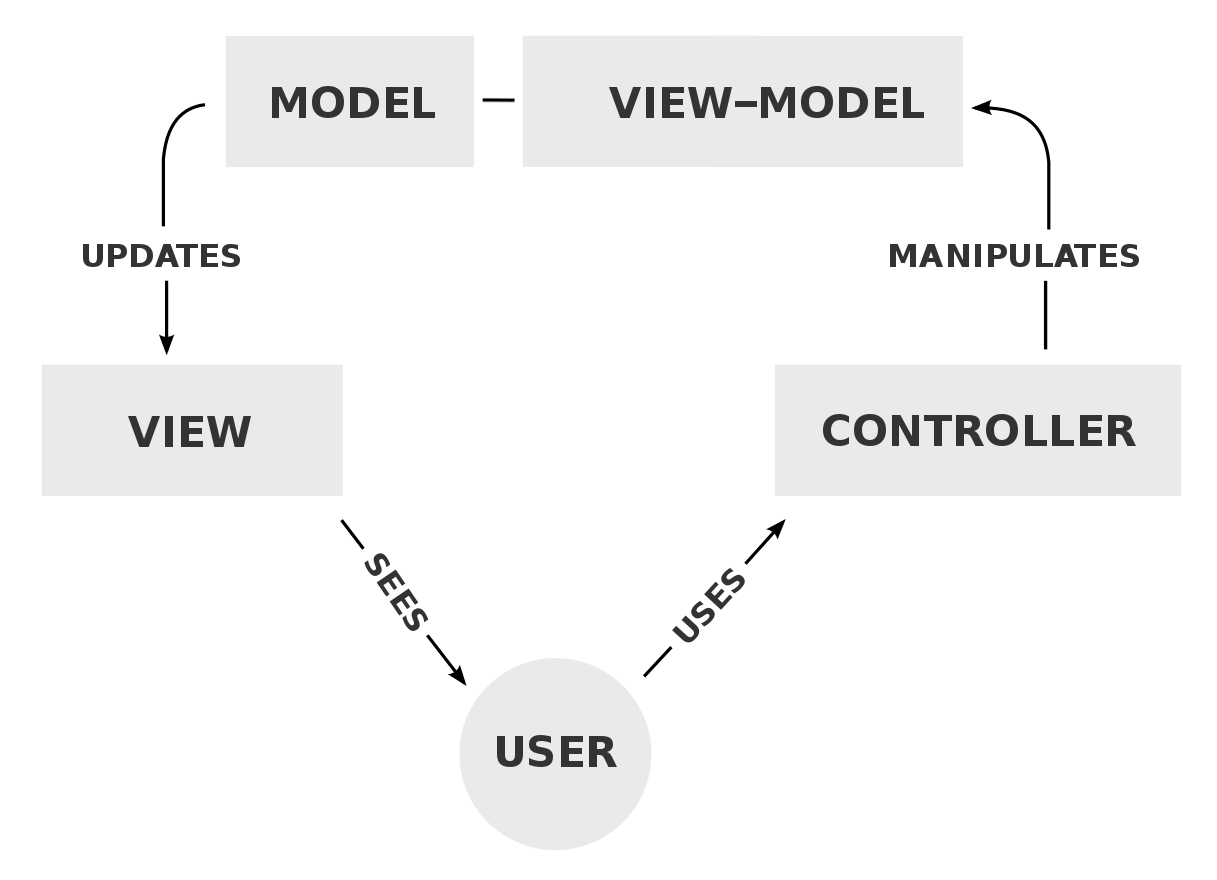 MODEL
VIEW–MODEL
UPDATES
MANIPULATES
VIEW
CONTROLLER
SEES
USES
USER